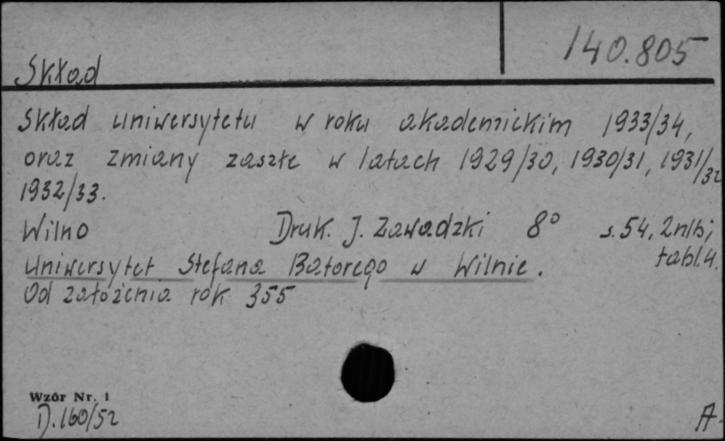 140.805
Skład
Skład uniwersytetu w roku akademickim 1933/34,
oraz zmiany zaszłe w latach 1929/30, 1930/31, 1931/32
1932/33.
Wilno Druk. J. Zawadzki 8° s. 54, 2nlb;
tabl. 4.
Uniwersytet Stefana Batorego w Wilnie.
Od założenia rok 355
Wzór Nr. 1
D. 160/52
A.